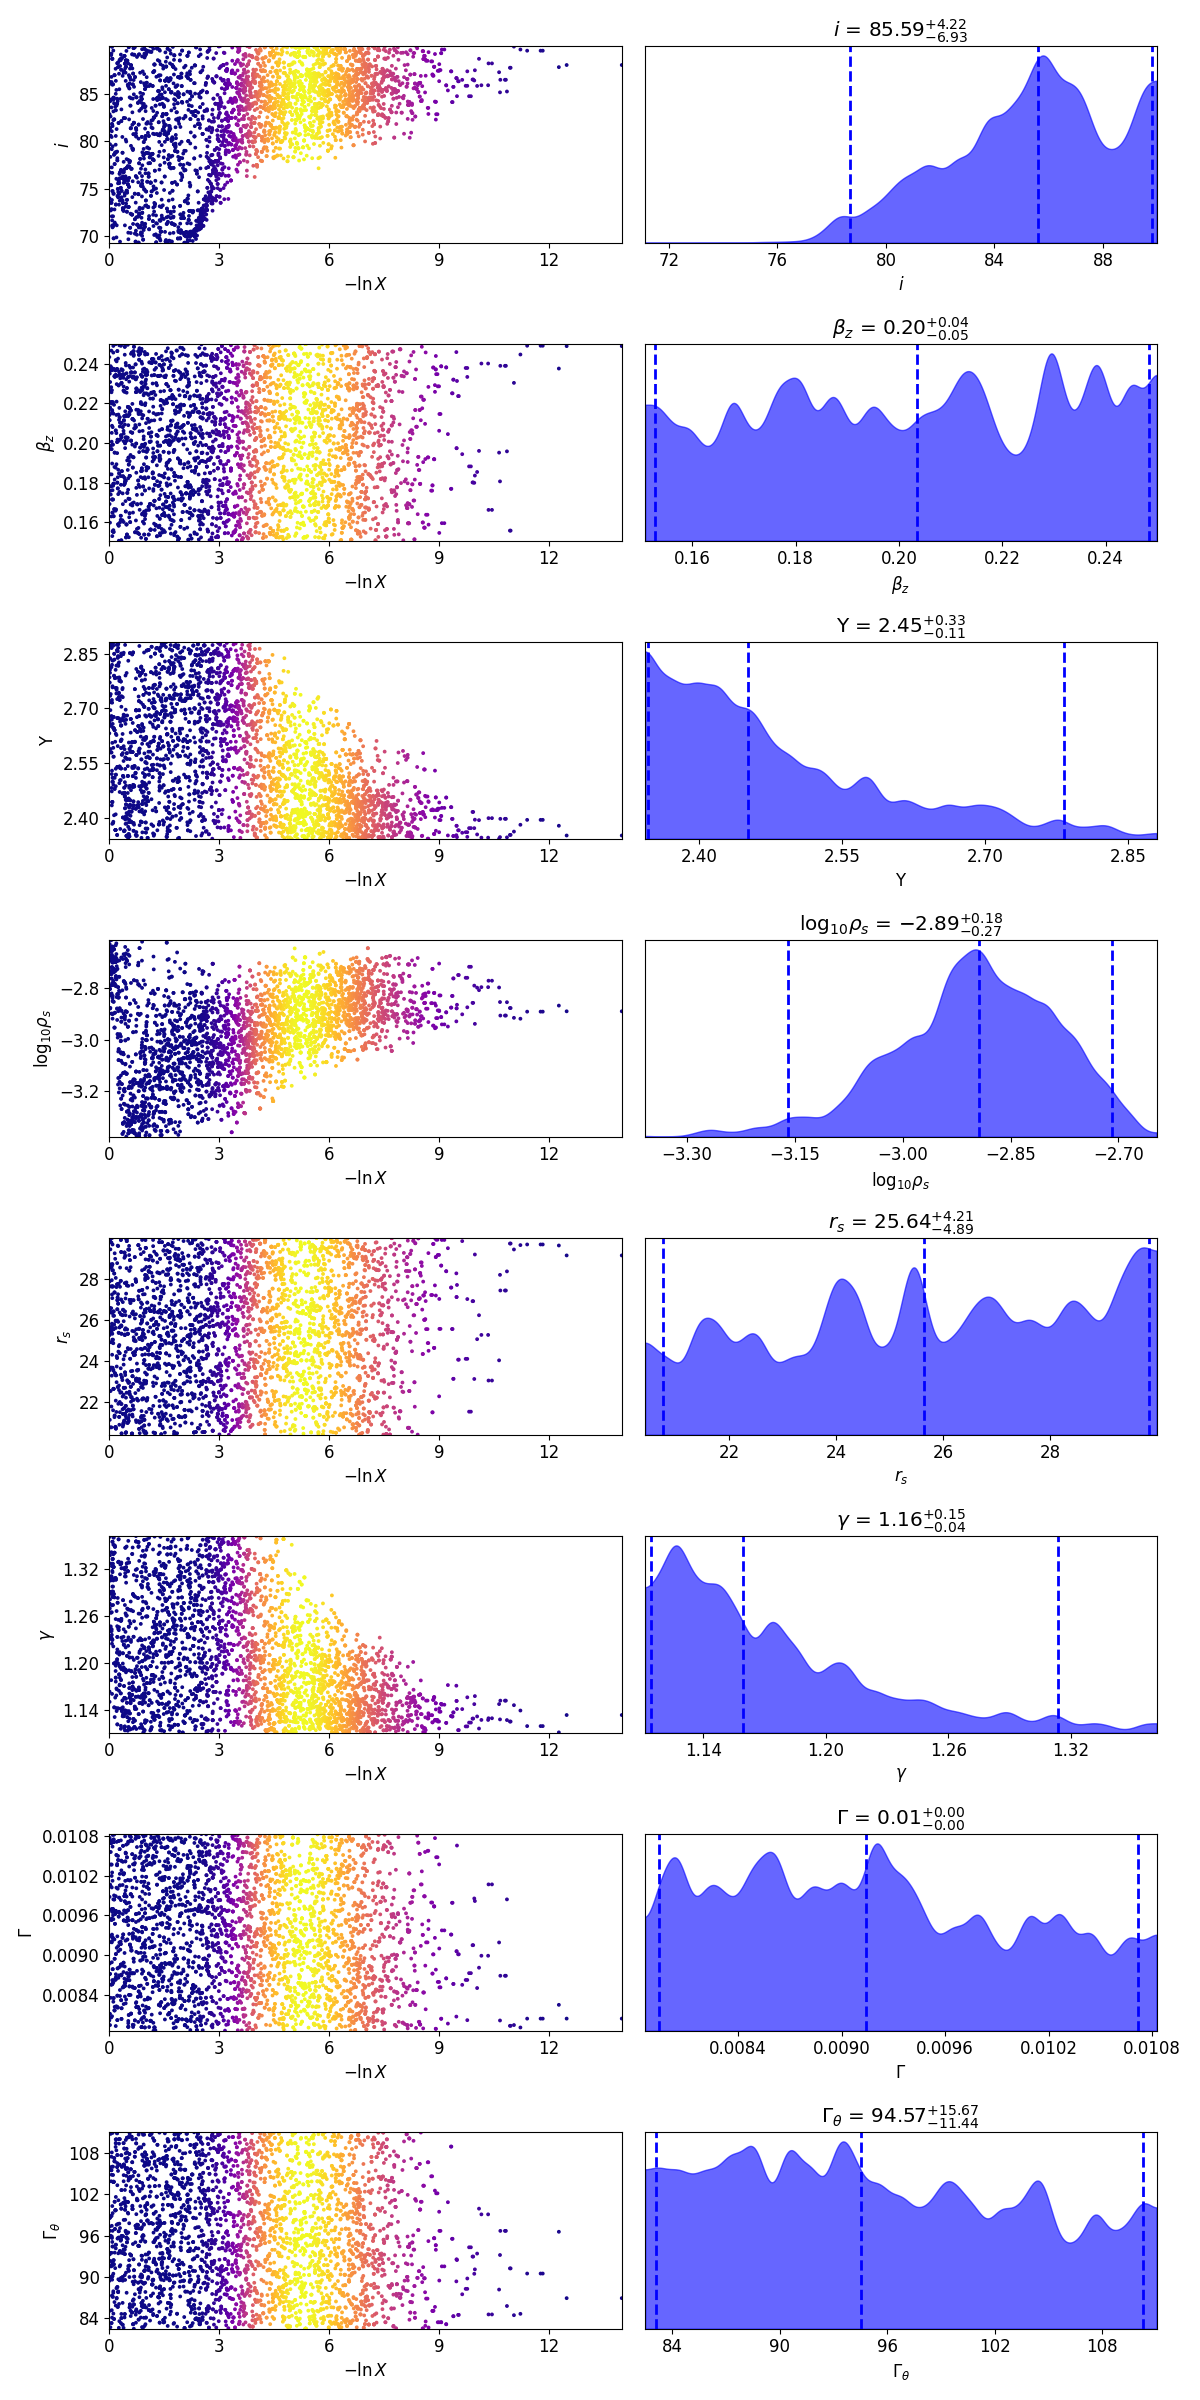 i = 85.59 +4.22 −6.93
85
80
75
70
i
0 3 6 9 12
72 76 80 84 88
−ln X
i
β_z = 0.20 +0.04 −0.05
0.24
0.22
0.20
0.18
0.16
β_z
0 3 6 9 12
0.16 0.18 0.20 0.22 0.24
−ln X
β_z
Υ = 2.45 +0.33 −0.11
2.85
2.70
2.55
2.40
Υ
0 3 6 9 12
2.40 2.55 2.70 2.85
−ln X
Υ
log₁₀ρ_s = −2.89 +0.18 −0.27
−2.8
−3.0
−3.2
log₁₀ρ_s
0 3 6 9 12
−3.30 −3.15 −3.00 −2.85 −2.70
−ln X
log₁₀ρ_s
r_s = 25.64 +4.21 −4.89
28
26
24
22
r_s
0 3 6 9 12
22 24 26 28
−ln X
r_s
γ = 1.16 +0.15 −0.04
1.32
1.26
1.20
1.14
γ
0 3 6 9 12
1.14 1.20 1.26 1.32
−ln X
γ
Γ = 0.01 +0.00 −0.00
0.0108
0.0102
0.0096
0.0090
0.0084
Γ
0 3 6 9 12
0.0084 0.0090 0.0096 0.0102 0.0108
−ln X
Γ
Γ_θ = 94.57 +15.67 −11.44
108
102
96
90
84
Γ_θ
0 3 6 9 12
84 90 96 102 108
−ln X
Γ_θ